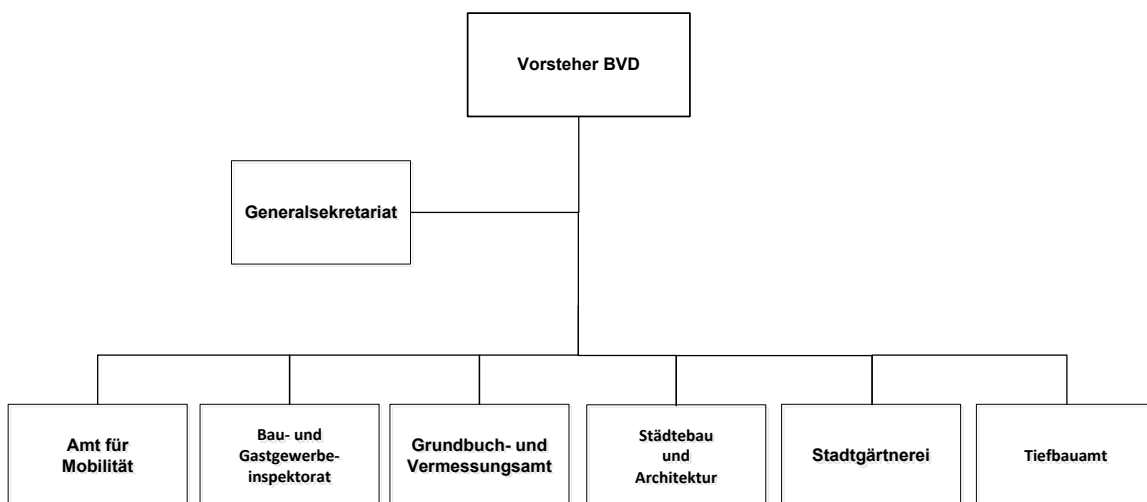 Vorsteher BVD
Generalsekretariat
Amt für
Mobilität
Bau- und
Gastgewerbe-
inspektorat
Grundbuch- und
Vermessungsamt
Städtebau
und
Architektur
Stadtgärtnerei
Tiefbauamt